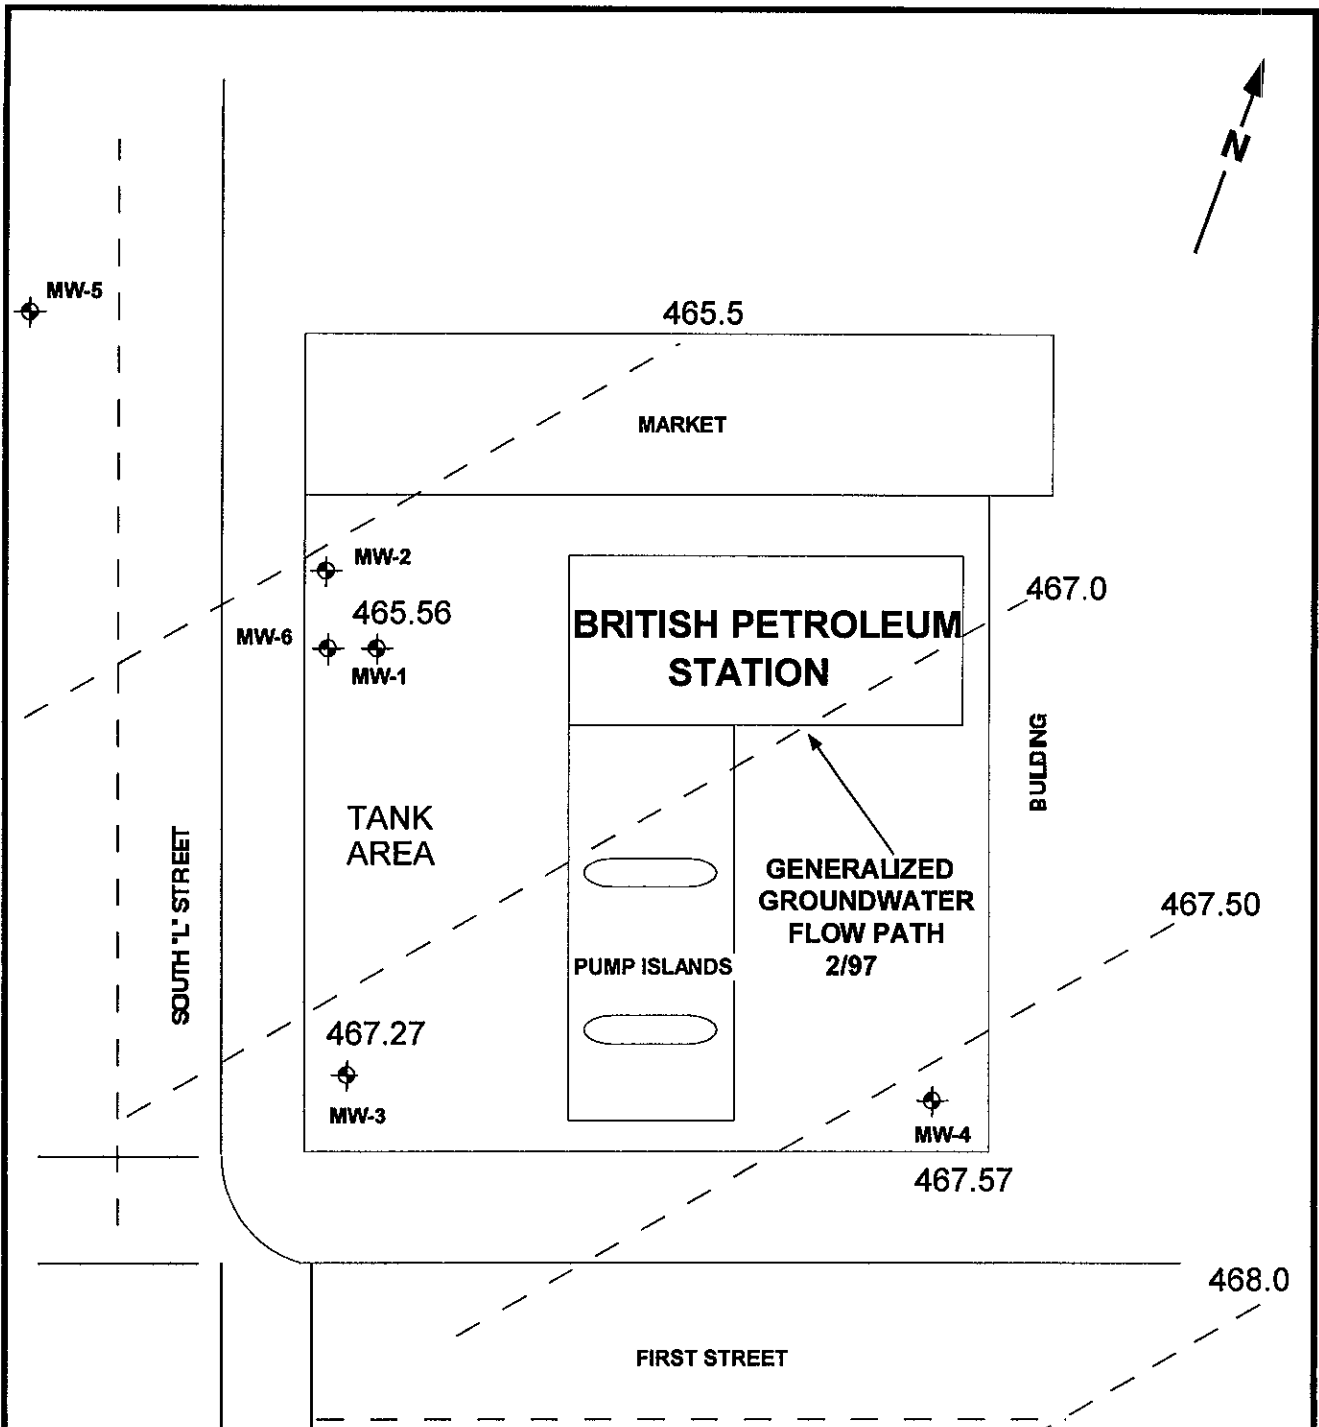 N
MW-5
465.5
MARKET
MW-2
465.56
MW-6
MW-1
BRITISH PETROLEUM
STATION
467.0
BULDING
TANK
AREA
SOUTH "L" STREET
GENERALIZED
GROUNDWATER
FLOW PATH
2/97
467.50
PUMP ISLANDS
467.27
MW-3
MW-4
467.57
468.0
FIRST STREET